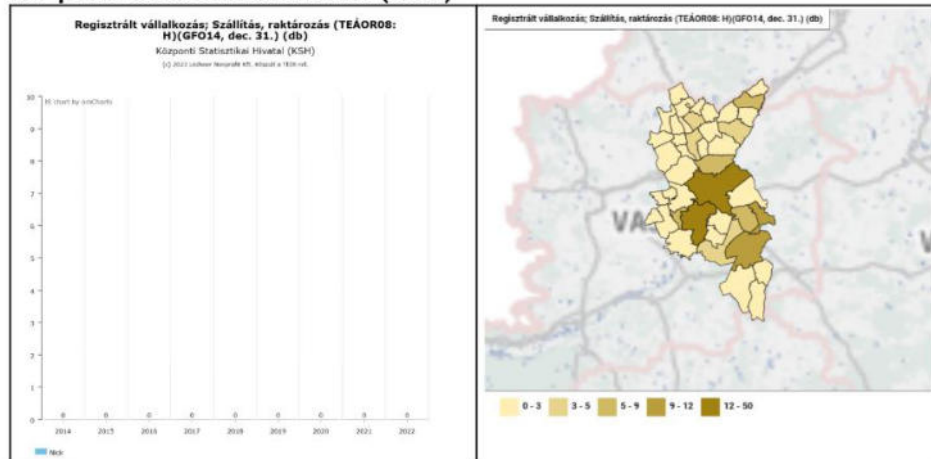 Regisztrált vállalkozás; Szállítás, raktározás (TEÁOR08:
H)(GFO14, dec. 31.) (db)
Központi Statisztikai Hivatal (KSH)
JS chart by amCharts
10
9
8
7
6
5
4
3
2
1
0
0 0 0 0 0 0 0 0 0
2014 2015 2016 2017 2018 2019 2020 2021 2022
Nick
Regisztrált vállalkozás; Szállítás, raktározás (TEÁOR08: H)(GFO14, dec. 31.) (db)
0 - 3 3 - 5 5 - 9 9 - 12 12 - 50